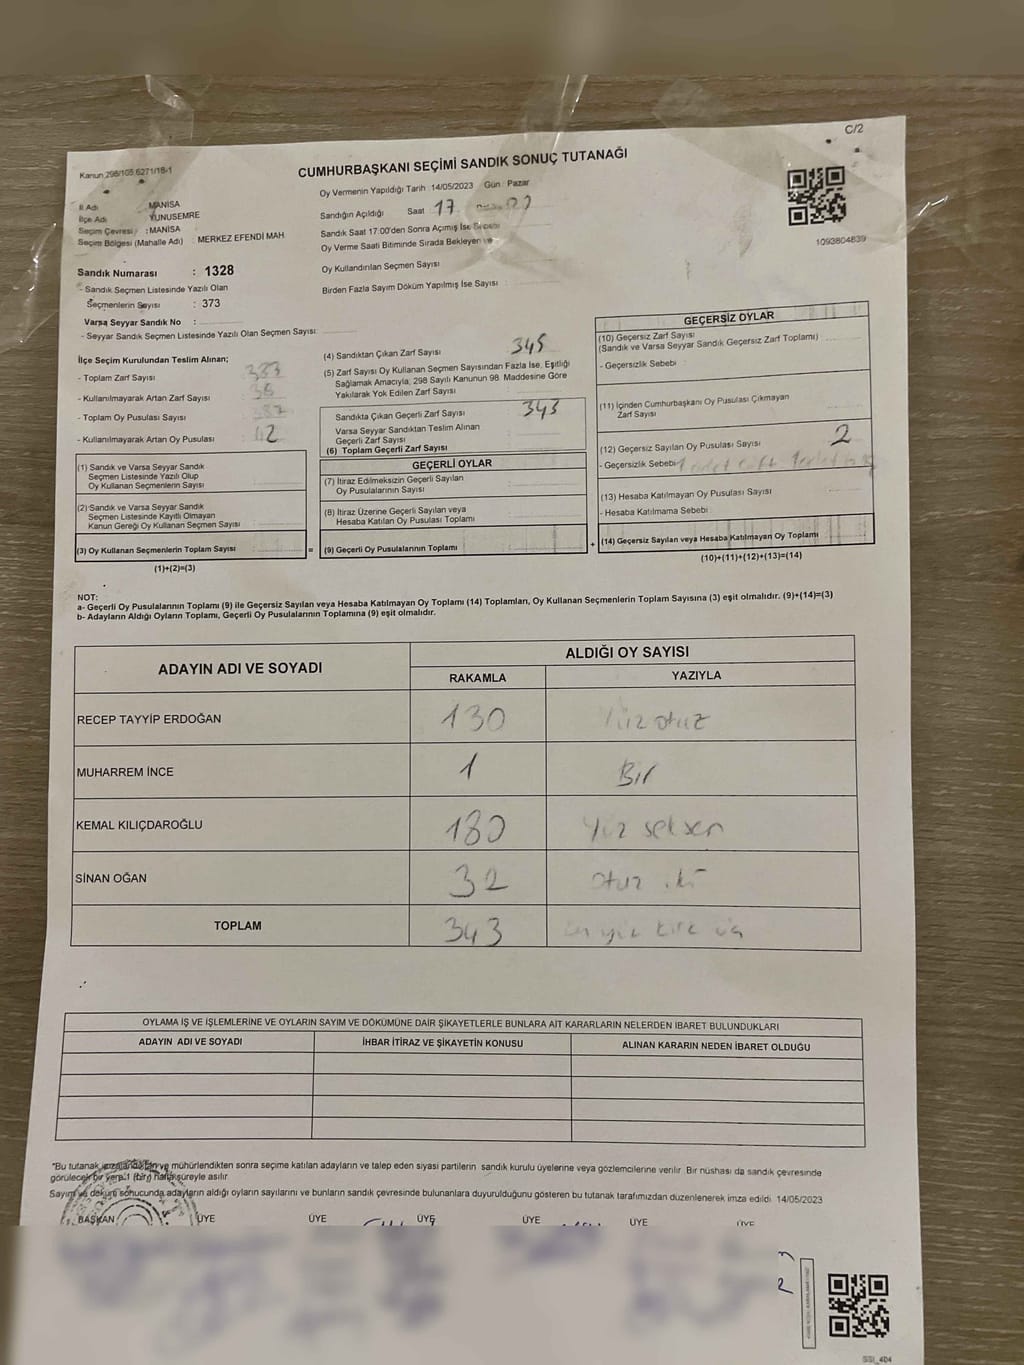 C/2
Kanun 298/105.6271/18-1
CUMHURBAŞKANI SEÇİMİ SANDIK SONUÇ TUTANAĞI
İl Adı : MANİSA
İlçe Adı : YUNUSEMRE
Seçim Çevresi : MANİSA
Seçim Bölgesi (Mahalle Adı) : MERKEZ EFENDİ MAH
Sandık Numarası : 1328
- Sandık Seçmen Listesinde Yazılı Olan
Seçmenlerin Sayısı : 373
Varsa Seyyar Sandık No :
- Seyyar Sandık Seçmen Listesinde Yazılı Olan Seçmen Sayısı:
Oy Vermenin Yapıldığı Tarih : 14/05/2023 Gün : Pazar
Sandığın Açıldığı Saat 17
Sandık Saat 17:00'den Sonra Açılmış İse Sebebi
Oy Verme Saati Bitiminde Sırada Bekleyen ve
Oy Kullandırılan Seçmen Sayısı
Birden Fazla Sayım Döküm Yapılmış İse Sayısı :
1093804839
İlçe Seçim Kurulundan Teslim Alınan;
- Toplam Zarf Sayısı
- Kullanılmayarak Artan Zarf Sayısı
- Toplam Oy Pusulası Sayısı
- Kullanılmayarak Artan Oy Pusulası 42
(1) Sandık ve Varsa Seyyar Sandık
Seçmen Listesinde Yazılı Olup
Oy Kullanan Seçmenlerin Sayısı
(2) Sandık ve Varsa Seyyar Sandık
Seçmen Listesinde Kayıtlı Olmayan
Kanun Gereği Oy Kullanan Seçmen Sayısı
(3) Oy Kullanan Seçmenlerin Toplam Sayısı =
(1)+(2)=(3)
(4) Sandıktan Çıkan Zarf Sayısı 345
(5) Zarf Sayısı Oy Kullanan Seçmen Sayısından Fazla İse, Eşitliği
Sağlamak Amacıyla, 298 Sayılı Kanunun 98. Maddesine Göre
Yakılarak Yok Edilen Zarf Sayısı
Sandıkta Çıkan Geçerli Zarf Sayısı 343
Varsa Seyyar Sandıktan Teslim Alınan
Geçerli Zarf Sayısı
(6) Toplam Geçerli Zarf Sayısı
GEÇERLİ OYLAR
(7) İtiraz Edilmeksizin Geçerli Sayılan
Oy Pusulalarının Sayısı
(8) İtiraz Üzerine Geçerli Sayılan veya
Hesaba Katılan Oy Pusulası Toplamı
(9) Geçerli Oy Pusulalarının Toplamı +
GEÇERSİZ OYLAR
(10) Geçersiz Zarf Sayısı
(Sandık ve Varsa Seyyar Sandık Geçersiz Zarf Toplamı)
- Geçersizlik Sebebi
(11) İçinden Cumhurbaşkanı Oy Pusulası Çıkmayan
Zarf Sayısı
(12) Geçersiz Sayılan Oy Pusulası Sayısı 2
- Geçersizlik Sebebi
(13) Hesaba Katılmayan Oy Pusulası Sayısı
- Hesaba Katılmama Sebebi :
(14) Geçersiz Sayılan veya Hesaba Katılmayan Oy Toplamı
(10)+(11)+(12)+(13)=(14)
NOT:
a- Geçerli Oy Pusulalarının Toplamı (9) ile Geçersiz Sayılan veya Hesaba Katılmayan Oy Toplamı (14) Toplamları, Oy Kullanan Seçmenlerin Toplam Sayısına (3) eşit olmalıdır. (9)+(14)=(3)
b- Adayların Aldığı Oyların Toplamı, Geçerli Oy Pusulalarının Toplamına (9) eşit olmalıdır.
ADAYIN ADI VE SOYADI ALDIĞI OY SAYISI
RAKAMLA YAZIYLA
RECEP TAYYİP ERDOĞAN 130 Yüz otuz
MUHARREM İNCE 1 Bir
KEMAL KILIÇDAROĞLU 180 Yüz seksen
SİNAN OĞAN 32 otuz iki
TOPLAM 343
OYLAMA İŞ VE İŞLEMLERİNE VE OYLARIN SAYIM VE DÖKÜMÜNE DAİR ŞİKAYETLERLE BUNLARA AİT KARARLARIN NELERDEN İBARET BULUNDUKLARI
ADAYIN ADI VE SOYADI İHBAR İTİRAZ VE ŞİKAYETİN KONUSU ALINAN KARARIN NEDEN İBARET OLDUĞU
*Bu tutanak imzalandıktan ve mühürlendikten sonra seçime katılan adayların ve talep eden siyasi partilerin sandık kurulu üyelerine veya gözlemcilerine verilir. Bir nüshası da sandık çevresinde
görülecek bir yere 1 (bir) hafta süreyle asılır.
Sayım ve döküm sonucunda adayların aldığı oyların sayılarını ve bunların sandık çevresinde bulunanlara duyurulduğunu gösteren bu tutanak tarafımızdan düzenlenerek imza edildi. 14/05/2023
BAŞKAN ÜYE ÜYE ÜYE ÜYE ÜYE ÜYE